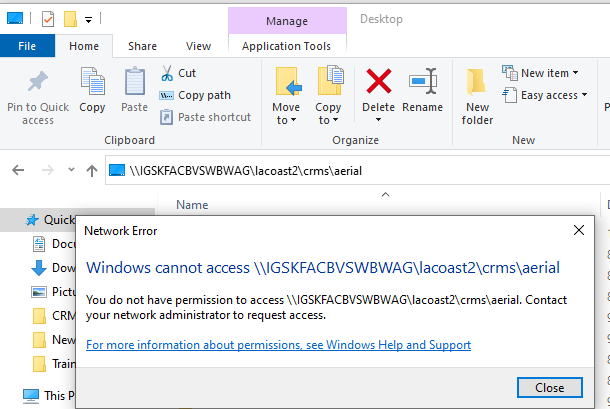 Manage
Desktop
File
Home
Share
View
Application Tools
Pin to Quick access
Copy
Paste
Cut
Copy path
Paste shortcut
Clipboard
Move to
Copy to
Delete
Rename
Organize
New folder
New item
Easy access
New
\\IGSKFACBVSWBWAG\lacoast2\crms\aerial
Name
Quick
Docu
Dow
Pictu
CRM
New
Train
This P
Network Error
Windows cannot access \\IGSKFACBVSWBWAG\lacoast2\crms\aerial
You do not have permission to access \\IGSKFACBVSWBWAG\lacoast2\crms\aerial. Contact
your network administrator to request access.
For more information about permissions, see Windows Help and Support
Close